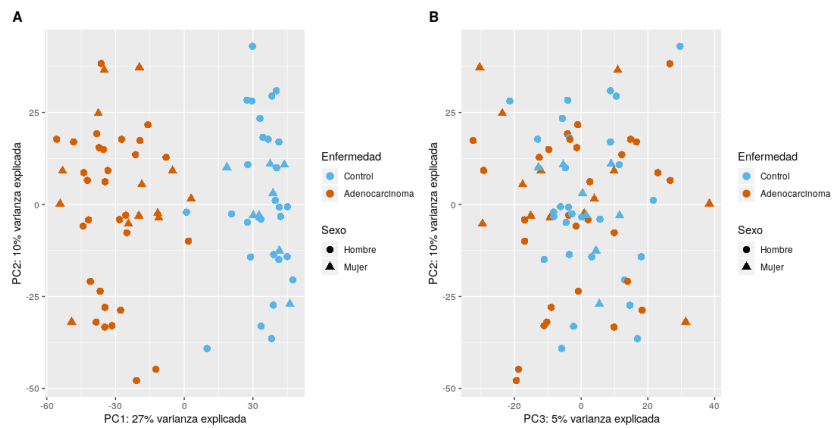 A
PC2: 10% varianza explicada
25
0
-25
-50
-60
-30
0
30
PC1: 27% varianza explicada
Enfermedad
Control
Adenocarcinoma
Sexo
Hombre
Mujer
B
PC2: 10% varianza explicada
25
0
-25
-50
-20
0
20
40
PC3: 5% varianza explicada
Enfermedad
Control
Adenocarcinoma
Sexo
Hombre
Mujer